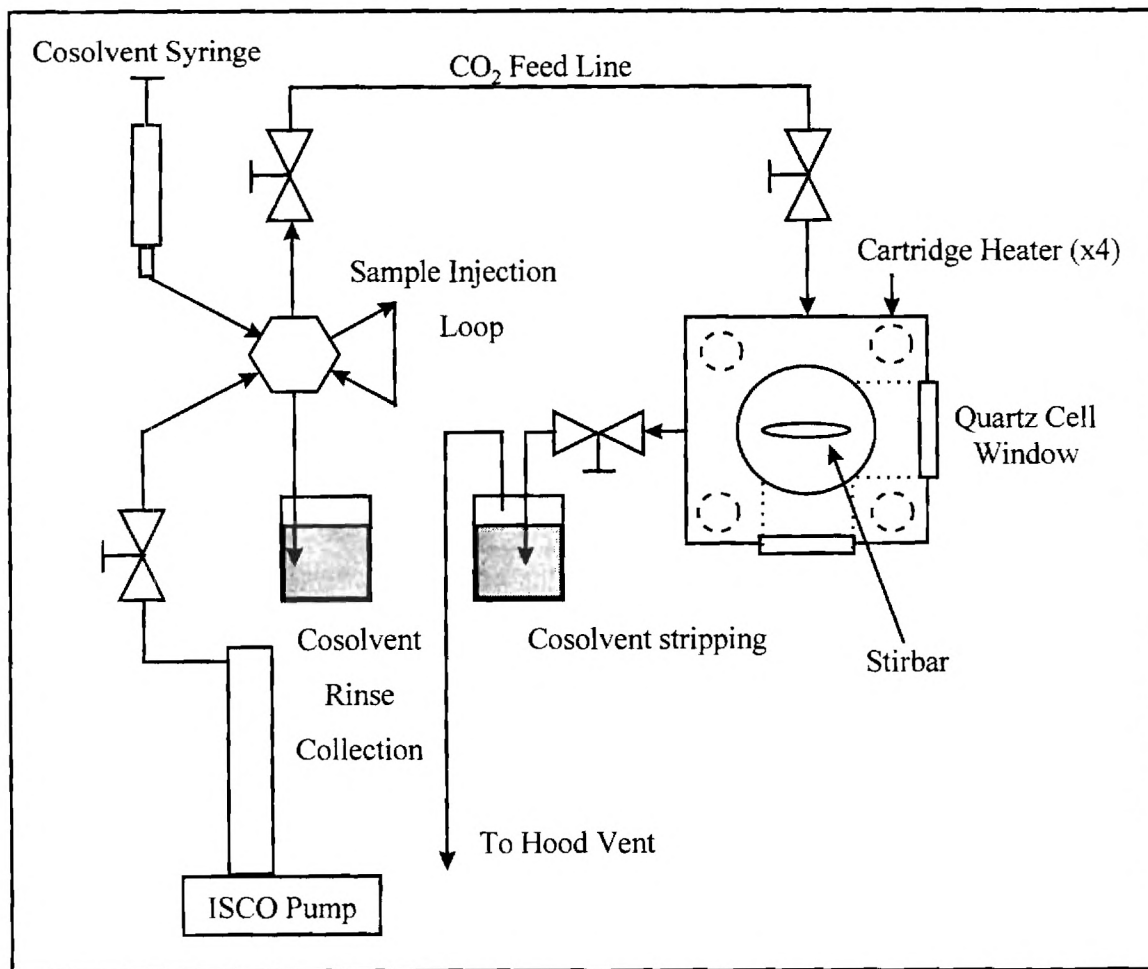 Cosolvent Syringe
CO₂ Feed Line
Cartridge Heater (x4)
Sample Injection
Loop
Quartz Cell
Window
Cosolvent
Rinse
Collection
Cosolvent stripping
Stirbar
To Hood Vent
ISCO Pump